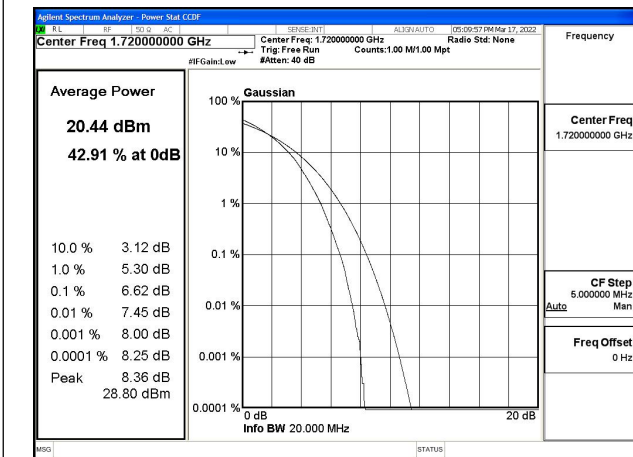 Agilent Spectrum Analyzer - Power Stat CCDF
RL RF 50 Ω AC SENSE:INT ALIGN AUTO 05:09:57 PM Mar 17, 2022
Center Freq 1.720000000 GHz
Center Freq: 1.720000000 GHz Radio Std: None
Trig: Free Run Counts:1.00 M/1.00 Mpt
#IFGain:Low #Atten: 40 dB
Frequency
Average Power
20.44 dBm
42.91 % at 0dB
10.0 % 3.12 dB
1.0 % 5.30 dB
0.1 % 6.62 dB
0.01 % 7.45 dB
0.001 % 8.00 dB
0.0001 % 8.25 dB
Peak 8.36 dB
28.80 dBm
Gaussian
100 %
10 %
1 %
0.1 %
0.01 %
0.001 %
0.0001 %
0 dB 20 dB
Info BW 20.000 MHz
Center Freq
1.720000000 GHz
CF Step
5.000000 MHz
Auto Man
Freq Offset
0 Hz
MSG STATUS